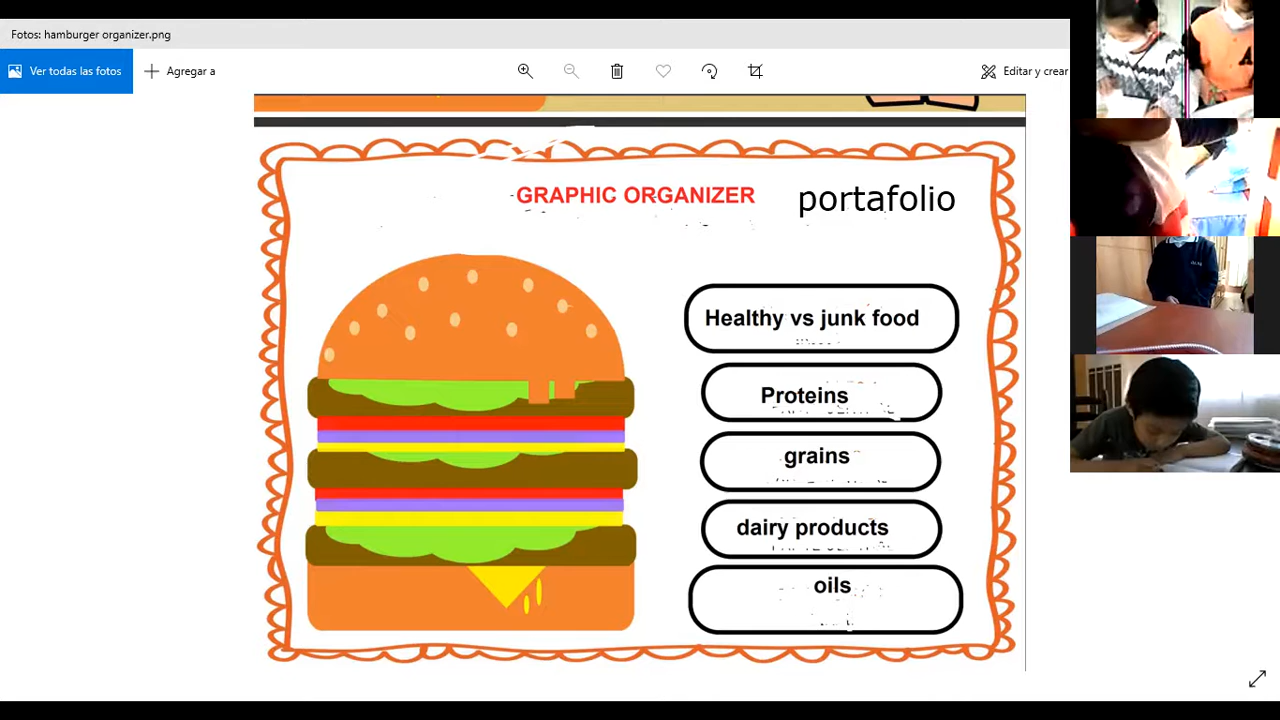 Fotos: hamburger organizer.png
Ver todas las fotos
Agregar a
Editar y crear
GRAPHIC ORGANIZER
portafolio
Healthy vs junk food
Proteins
grains
dairy products
oils